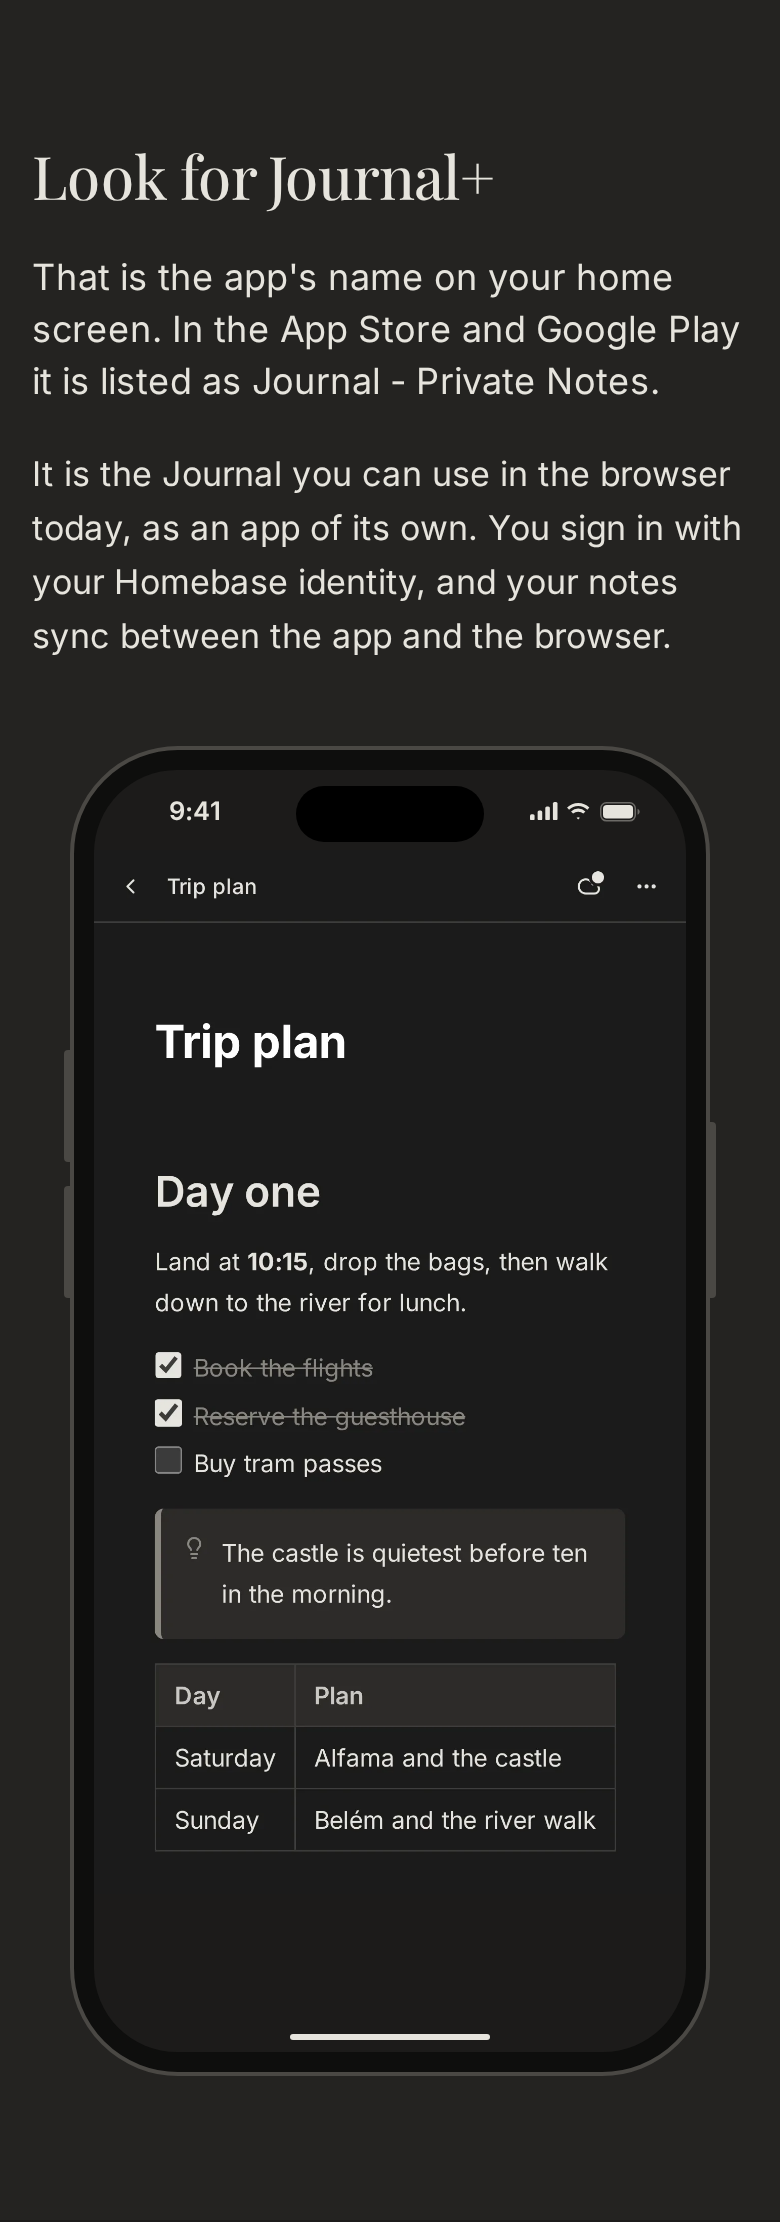 Look for Journal+
That is the app's name on your home
screen. In the App Store and Google Play
it is listed as Journal - Private Notes.
It is the Journal you can use in the browser
today, as an app of its own. You sign in with
your Homebase identity, and your notes
sync between the app and the browser.
9:41
Trip plan
Trip plan
Day one
Land at 10:15, drop the bags, then walk
down to the river for lunch.
Book the flights
Reserve the guesthouse
Buy tram passes
The castle is quietest before ten
in the morning.
Day Plan
Saturday Alfama and the castle
Sunday Belém and the river walk